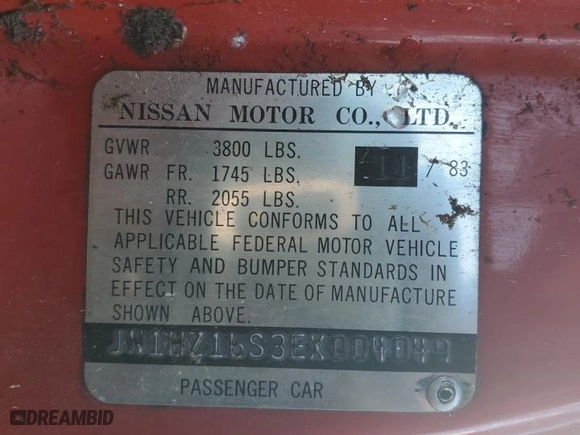 MANUFACTURED BY
NISSAN MOTOR CO., LTD.
GVWR 3800 LBS. 11 / 83
GAWR FR. 1745 LBS.
RR. 2055 LBS.
THIS VEHICLE CONFORMS TO ALL
APPLICABLE FEDERAL MOTOR VEHICLE
SAFETY AND BUMPER STANDARDS IN
EFFECT ON THE DATE OF MANUFACTURE
SHOWN ABOVE.
JN1HZ16S3EX004049
PASSENGER CAR
DREAMBID